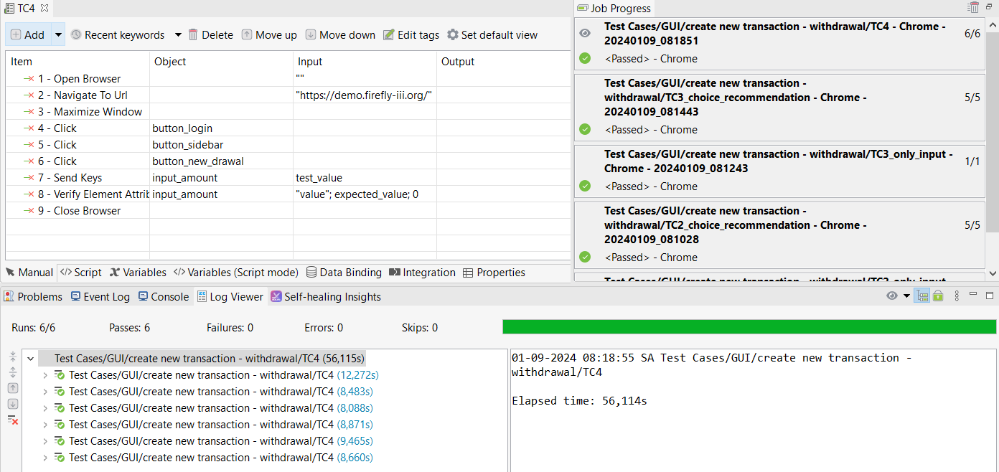 TC4
Add Recent keywords Delete Move up Move down Edit tags Set default view
Item Object Input Output
1 - Open Browser ""
2 - Navigate To Url "https://demo.firefly-iii.org/"
3 - Maximize Window
4 - Click button_login
5 - Click button_sidebar
6 - Click button_new_drawal
7 - Send Keys input_amount test_value
8 - Verify Element Attrib input_amount "value"; expected_value; 0
9 - Close Browser
Manual </> Script Variables </> Variables (Script mode) Data Binding Integration Properties
Job Progress
Test Cases/GUI/create new transaction - withdrawal/TC4 - Chrome -
20240109_081851
6/6
<Passed> - Chrome
Test Cases/GUI/create new transaction -
withdrawal/TC3_choice_recommendation - Chrome -
20240109_081443
5/5
<Passed> - Chrome
Test Cases/GUI/create new transaction - withdrawal/TC3_only_input -
Chrome - 20240109_081243
1/1
<Passed> - Chrome
Test Cases/GUI/create new transaction -
withdrawal/TC2_choice_recommendation - Chrome -
20240109_081028
5/5
<Passed> - Chrome
Test Cases/GUI/create new transaction - withdrawal/TC2_only_input
Problems Event Log Console Log Viewer Self-healing Insights
Runs: 6/6 Passes: 6 Failures: 0 Errors: 0 Skips: 0
Test Cases/GUI/create new transaction - withdrawal/TC4 (56,115s)
Test Cases/GUI/create new transaction - withdrawal/TC4 (12,272s)
Test Cases/GUI/create new transaction - withdrawal/TC4 (8,483s)
Test Cases/GUI/create new transaction - withdrawal/TC4 (8,088s)
Test Cases/GUI/create new transaction - withdrawal/TC4 (8,871s)
Test Cases/GUI/create new transaction - withdrawal/TC4 (9,465s)
Test Cases/GUI/create new transaction - withdrawal/TC4 (8,660s)
01-09-2024 08:18:55 SA Test Cases/GUI/create new transaction -
withdrawal/TC4
Elapsed time: 56,114s